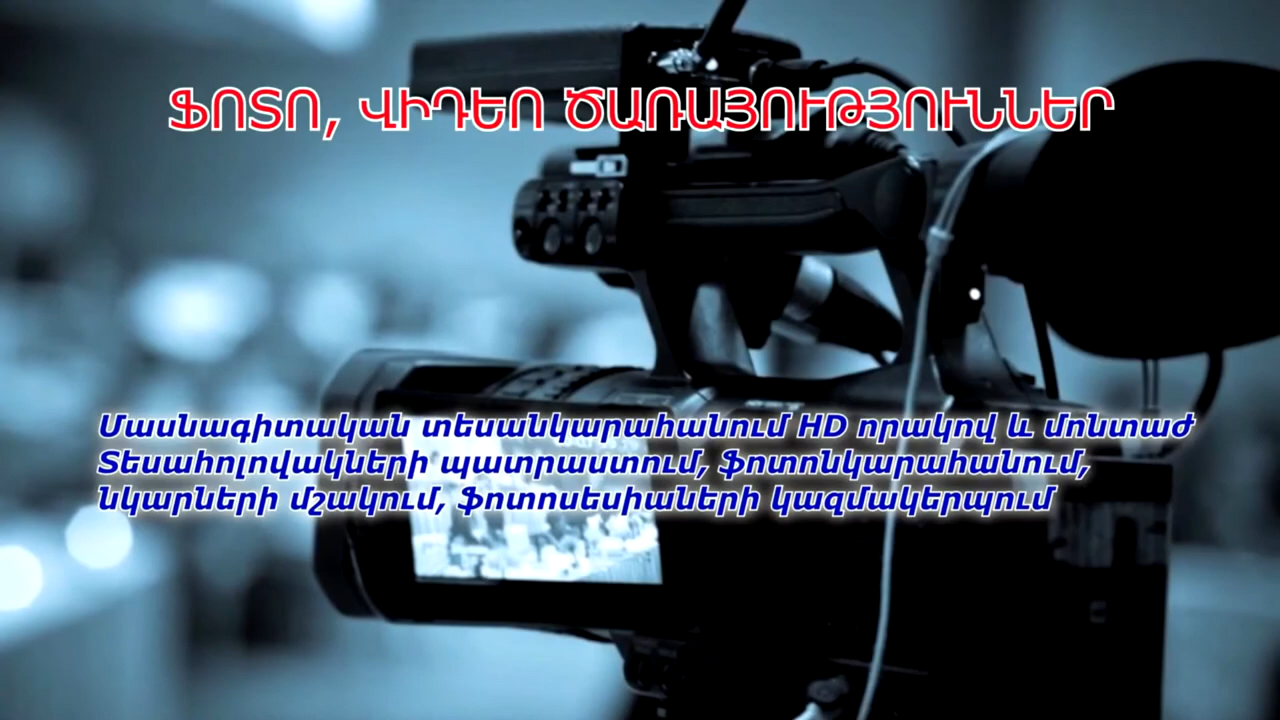 ՖՈՏՈ, ՎԻԴԵՈ ԾԱՌԱՅՈՒԹՅՈՒՆՆԵՐ
Մասնագիտական տեսանկարահանում HD որակով և մոնտաժ
Տեսահոլովակների պատրաստում, ֆոտոնկարահանում,
նկարների մշակում, ֆոտոսեսիաների կազմակերպում